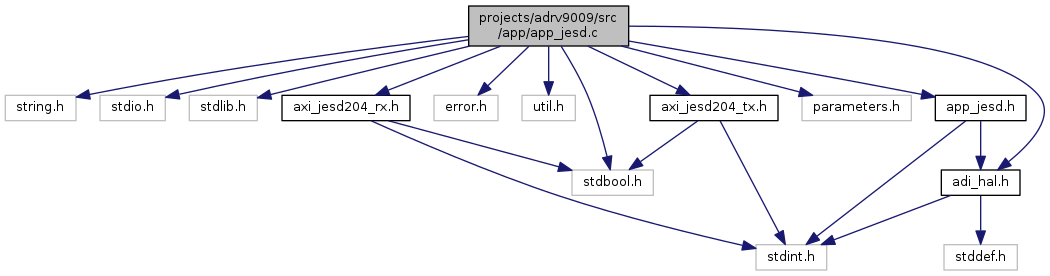 projects/adrv9009/src
/app/app_jesd.c
string.h
stdio.h
stdlib.h
axi_jesd204_rx.h
error.h
util.h
axi_jesd204_tx.h
parameters.h
app_jesd.h
stdbool.h
adi_hal.h
stdint.h
stddef.h